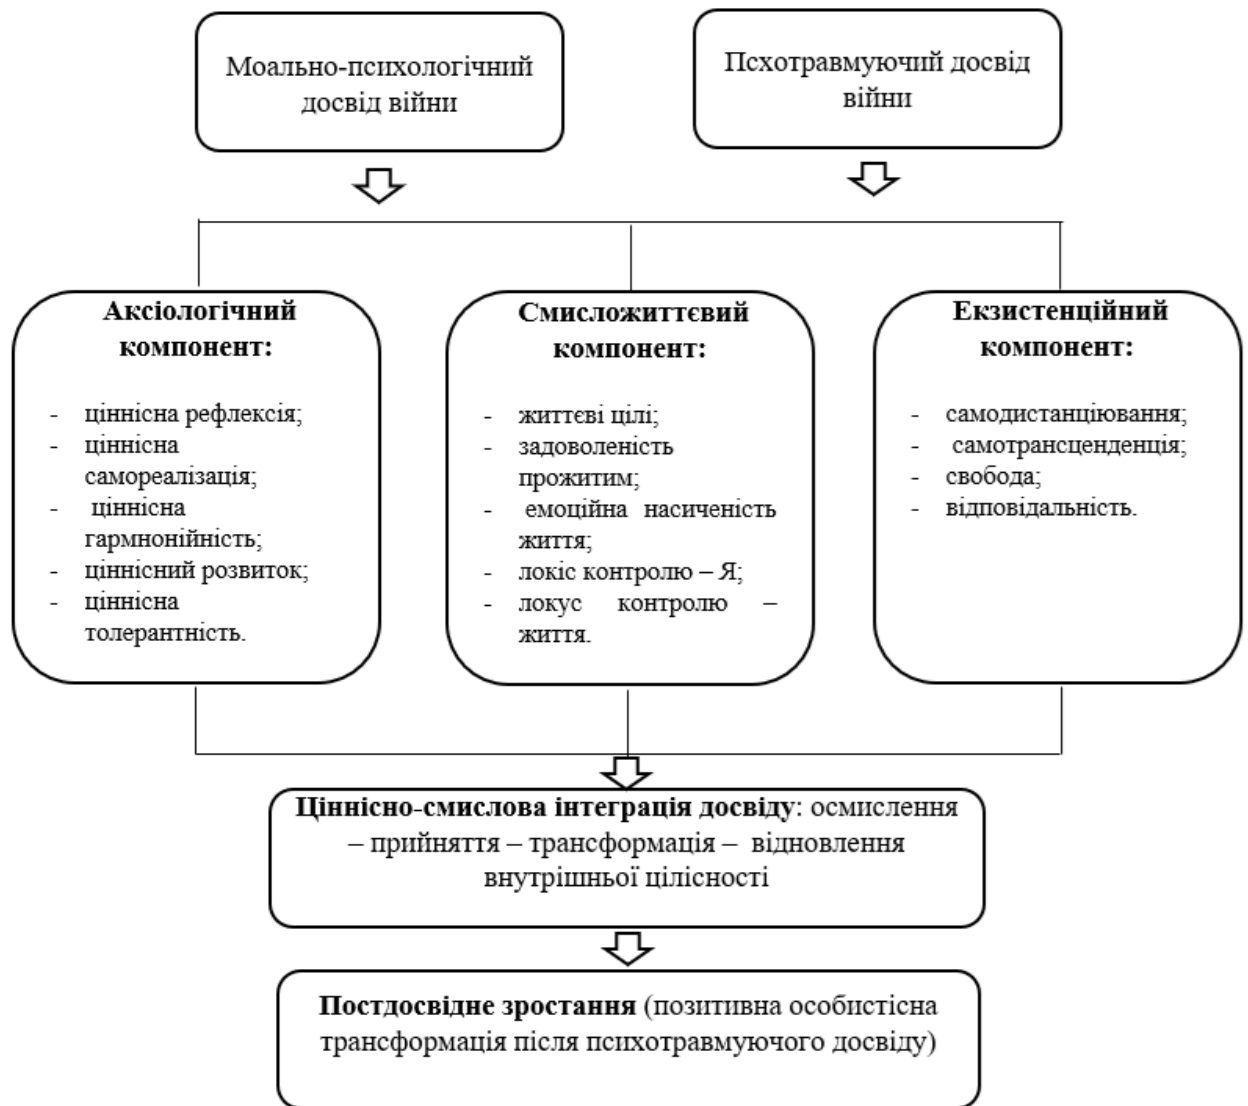 Моально-психологічний
досвід війни
Псхотравмуючий досвід
війни
Аксіологічний
компонент:
- ціннісна рефлексія;
- ціннісна
самореалізація;
- ціннісна
гармнонійність;
- ціннісний розвиток;
- ціннісна
толерантність.
Смисложиттєвий
компонент:
- життєві цілі;
- задоволеність
прожитим;
- емоційна насиченість
життя;
- локіс контролю – Я;
- локус контролю –
життя.
Екзистенційний
компонент:
- самодистанціювання;
- самотрансценденція;
- свобода;
- відповідальність.
Ціннісно-смислова інтеграція досвіду: осмислення
– прийняття – трансформація – відновлення
внутрішньої цілісності
Постдосвідне зростання (позитивна особистісна
трансформація після психотравмуючого досвіду)